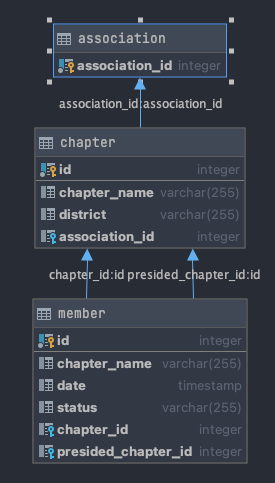 association
association_id integer
association_id:association_id
chapter
id integer
chapter_name varchar(255)
district varchar(255)
association_id integer
chapter_id:id presided_chapter_id:id
member
id integer
chapter_name varchar(255)
date timestamp
status varchar(255)
chapter_id integer
presided_chapter_id integer